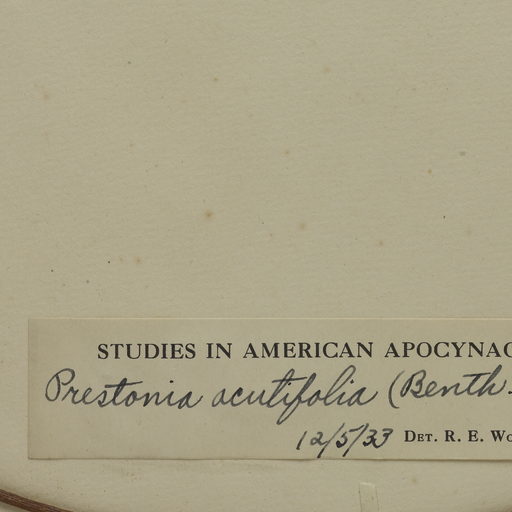 STUDIES IN AMERICAN APOCYNAC
Prestonia acutifolia (Benth.
12/5/33 DET. R. E. WO